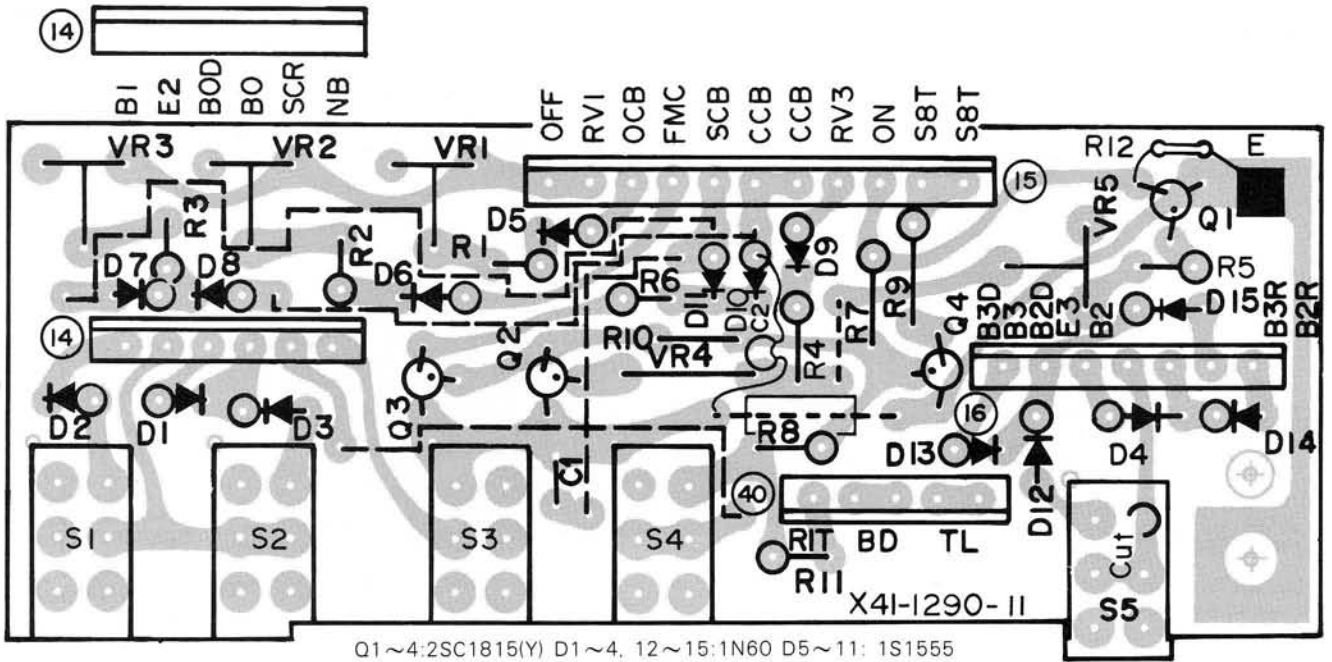 14
B1 E2 BOD BO SCR NB
OFF RV1 OCB FMC SCB CCB CCB RV3 ON S8T S8T
VR3 VR2 VR1 15 R12 E
R3 R2 R1 D5 D9 R9 VR5 Q1
D7 D8 D6 R6 D11 D10 C2 R7 R5
B3D B3 B2D E3 B2 D15 B3R B2R
14 Q2 R10 VR4 R4 Q4
D2 D1 D3 Q3 16
R8 D13 D12 D4 D14
C1 40
S1 S2 S3 S4 RIT BD TL Cut
R11
X41-1290-11 S5
Q1~4:2SC1815(Y) D1~4, 12~15:1N60 D5~11: 1S1555